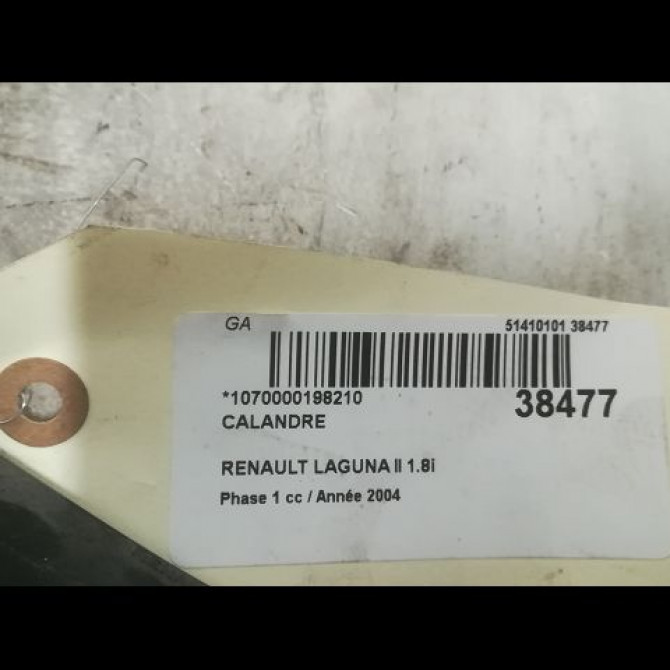 GA 51410101 38477
*1070000198210 38477
CALANDRE
RENAULT LAGUNA II 1.8i
Phase 1 cc / Année 2004